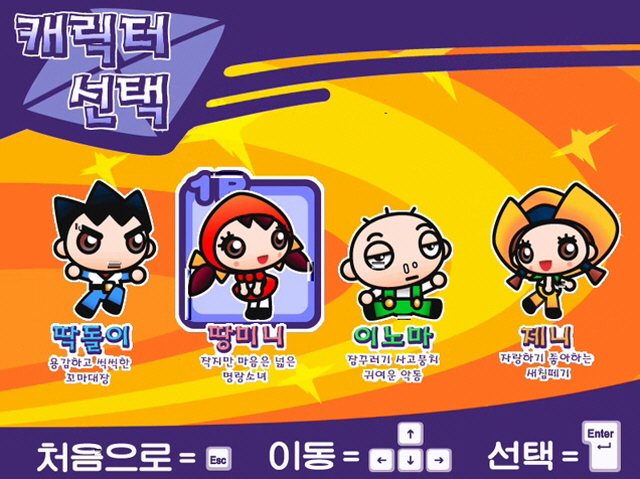 캐릭터
선택
1P
딱돌이
용감하고 씩씩한
꼬마대장
땅미니
작지만 마음은 넓은
명랑소녀
이노마
잠꾸러기 사고뭉치
귀여운 악동
제니
자랑하기 좋아하는
새침떼기
처음으로 = Esc
이동 = ↑ ← ↓ →
선택 = Enter ↵